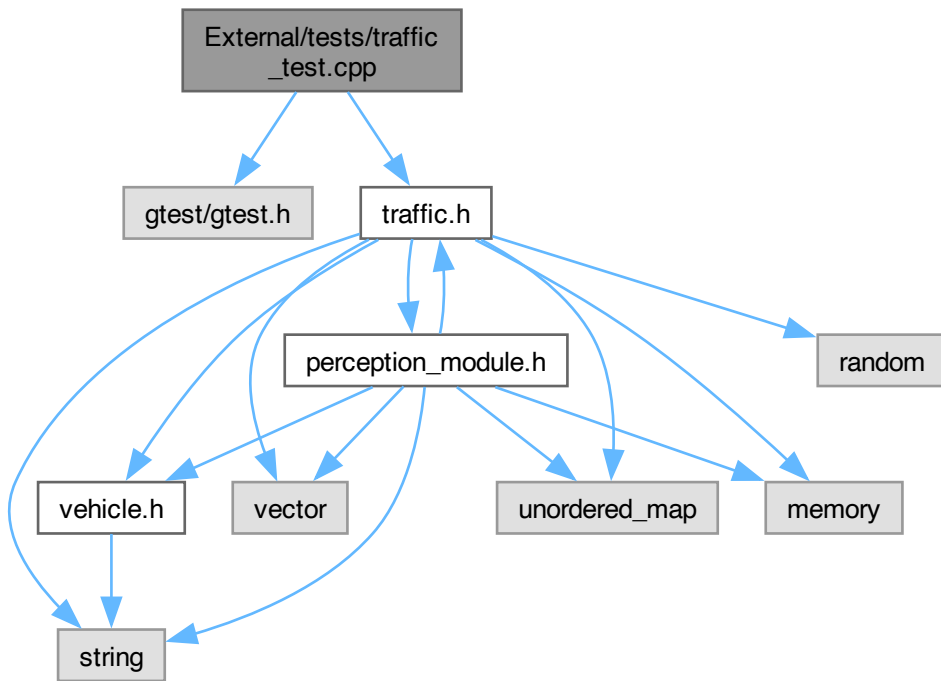 External/tests/traffic
_test.cpp
gtest/gtest.h
traffic.h
perception_module.h
random
vehicle.h
vector
unordered_map
memory
string